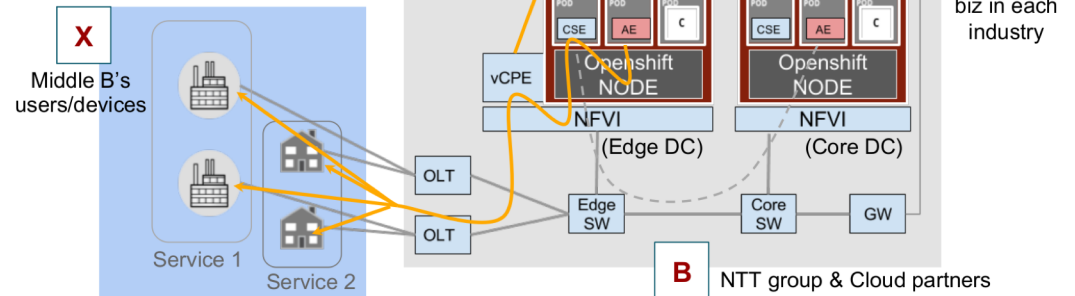 biz in each
industry
POD
POD
POD
POD
CSE
AE
C
CSE
AE
C
X
Middle B's
users/devices
vCPE
Openshift
NODE
Openshift
NODE
NFVI
NFVI
(Edge DC)
(Core DC)
OLT
OLT
Edge
SW
Core
SW
GW
Service 1
Service 2
B
NTT group & Cloud partners